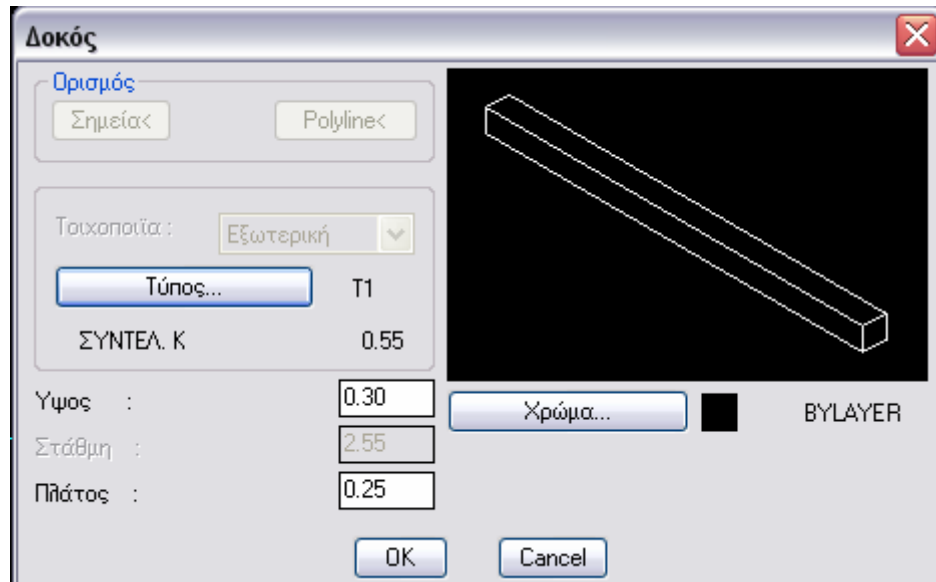 Δοκός
Ορισμός
Σημεία<
Polyline<
Τοιχοποιϊα :
Εξωτερική
Τύπος...
T1
ΣΥΝΤΕΛ. Κ
0.55
Υψος :
0.30
Στάθμη :
2.55
Πλάτος :
0.25
Χρώμα...
BYLAYER
OK
Cancel